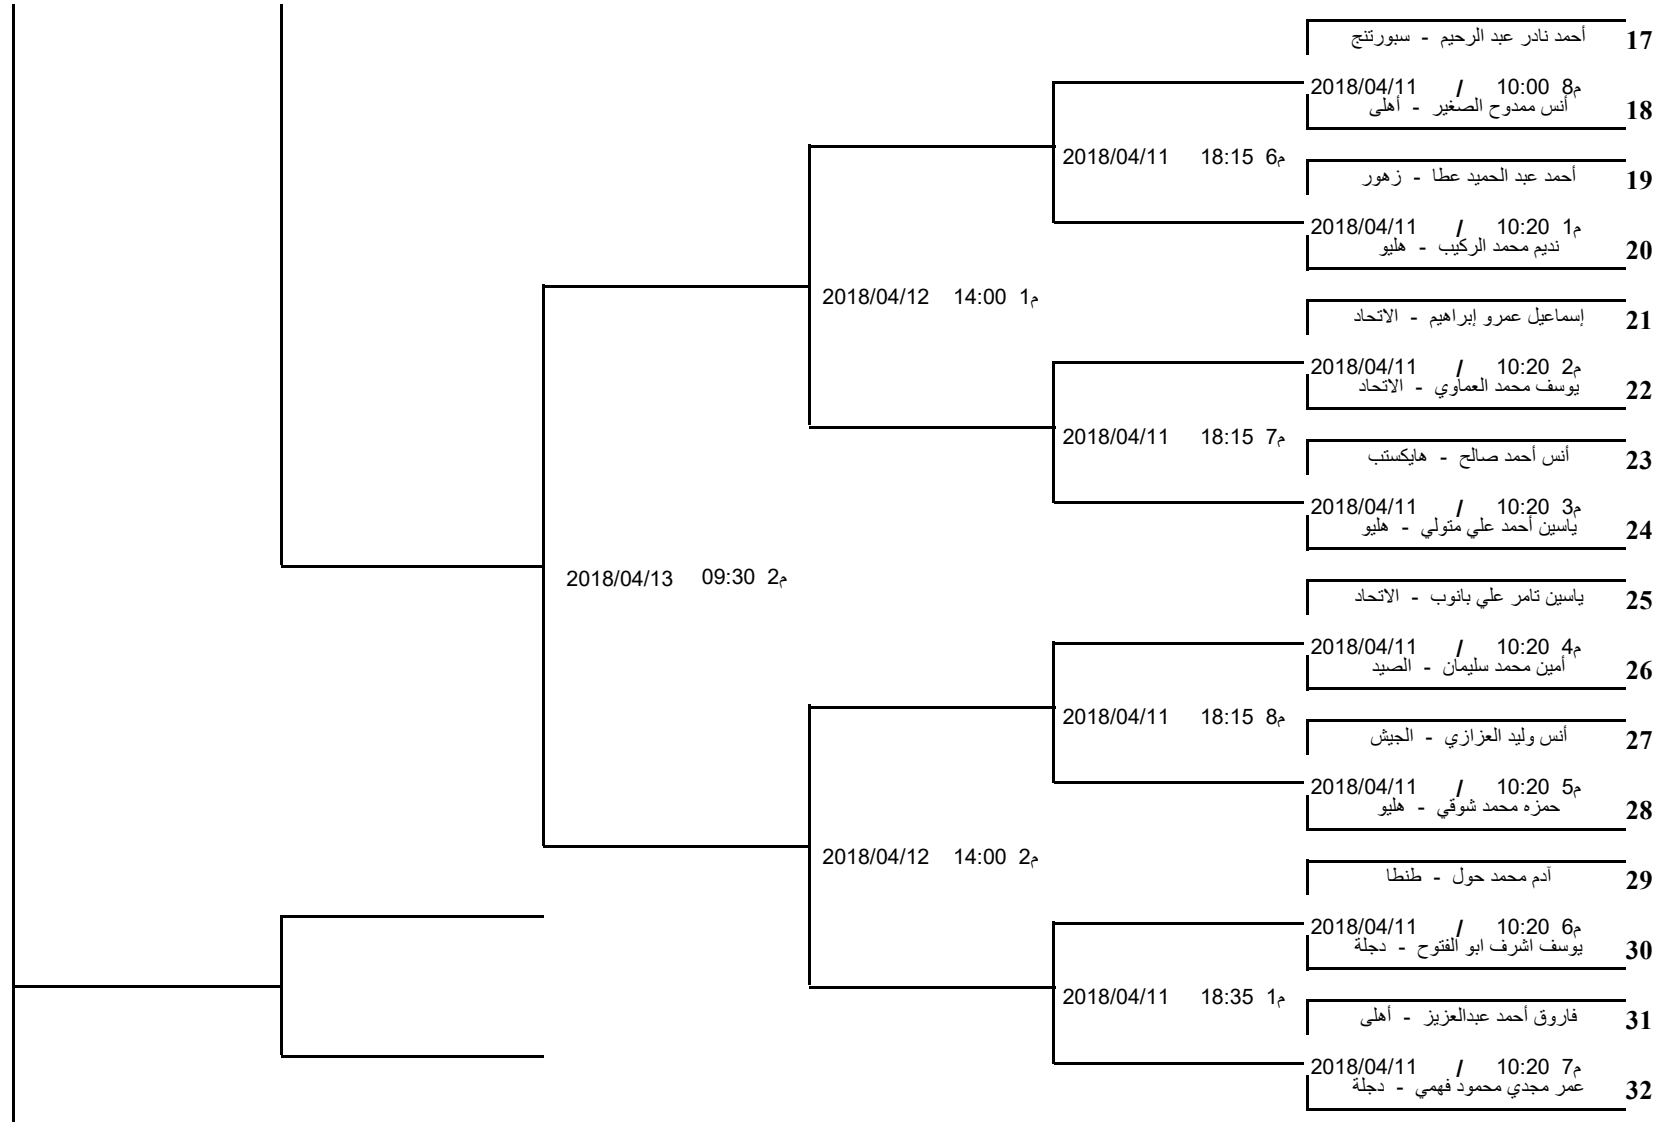 17 أحمد نادر عبد الرحيم - سبورتنج
م8 10:00 / 2018/04/11
18 أنس ممدوح الصغير - أهلى
م6 18:15 2018/04/11
19 أحمد عبد الحميد عطا - زهور
م1 10:20 / 2018/04/11
20 نديم محمد الركيب - هليو
م1 14:00 2018/04/12
21 إسماعيل عمرو إبراهيم - الاتحاد
م2 10:20 / 2018/04/11
22 يوسف محمد العماوي - الاتحاد
م7 18:15 2018/04/11
23 أنس أحمد صالح - هايكستب
م3 10:20 / 2018/04/11
24 ياسين أحمد علي متولي - هليو
م2 09:30 2018/04/13
25 ياسين تامر علي بانوب - الاتحاد
م4 10:20 / 2018/04/11
26 أمين محمد سليمان - الصيد
م8 18:15 2018/04/11
27 أنس وليد العزازي - الجيش
م5 10:20 / 2018/04/11
28 حمزه محمد شوقي - هليو
م2 14:00 2018/04/12
29 آدم محمد حول - طنطا
م6 10:20 / 2018/04/11
30 يوسف اشرف ابو الفتوح - دجلة
م1 18:35 2018/04/11
31 فاروق أحمد عبدالعزيز - أهلى
م7 10:20 / 2018/04/11
32 عمر مجدي محمود فهمي - دجلة